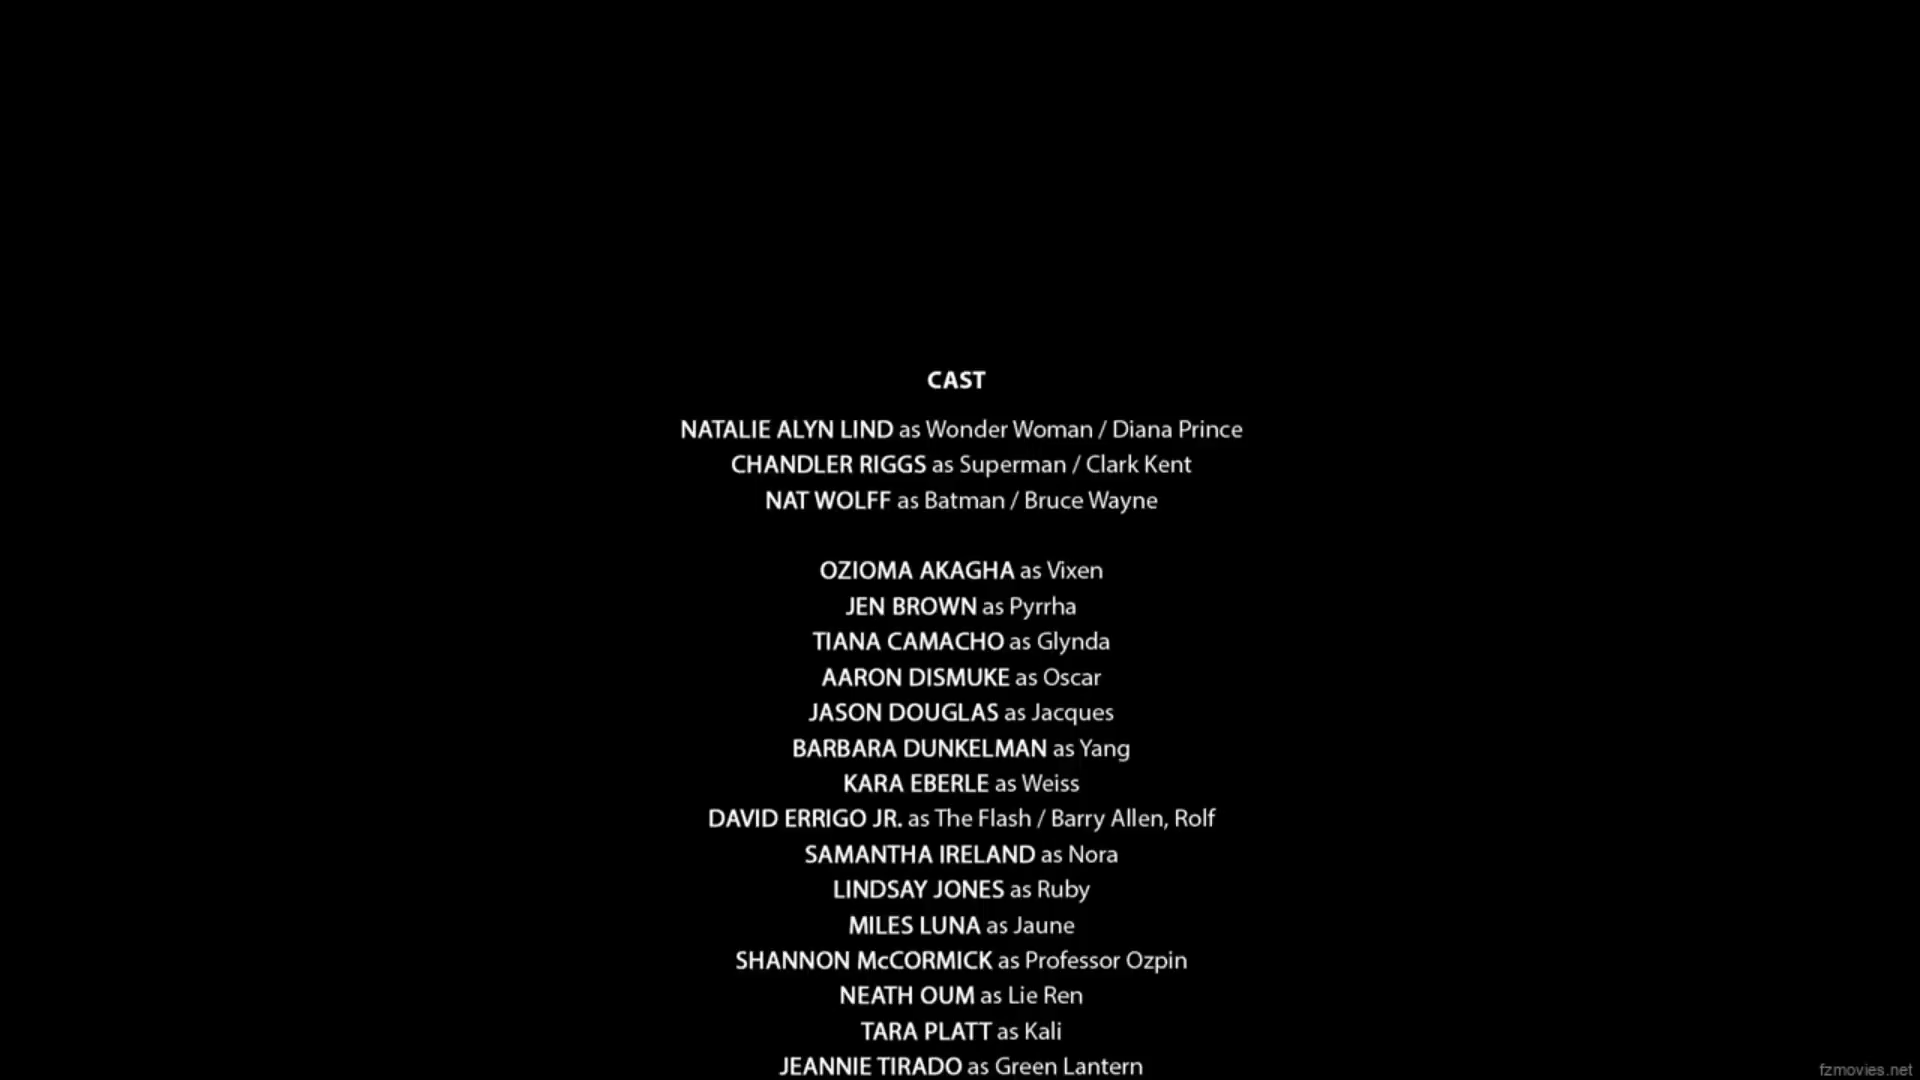 CAST
NATALIE ALYN LIND as Wonder Woman / Diana Prince
CHANDLER RIGGS as Superman / Clark Kent
NAT WOLFF as Batman / Bruce Wayne
OZIOMA AKAGHA as Vixen
JEN BROWN as Pyrrha
TIANA CAMACHO as Glynda
AARON DISMUKE as Oscar
JASON DOUGLAS as Jacques
BARBARA DUNKELMAN as Yang
KARA EBERLE as Weiss
DAVID ERRIGO JR. as The Flash / Barry Allen, Rolf
SAMANTHA IRELAND as Nora
LINDSAY JONES as Ruby
MILES LUNA as Jaune
SHANNON McCORMICK as Professor Ozpin
NEATH OUM as Lie Ren
TARA PLATT as Kali
JEANNIE TIRADO as Green Lantern
fzmovies.net